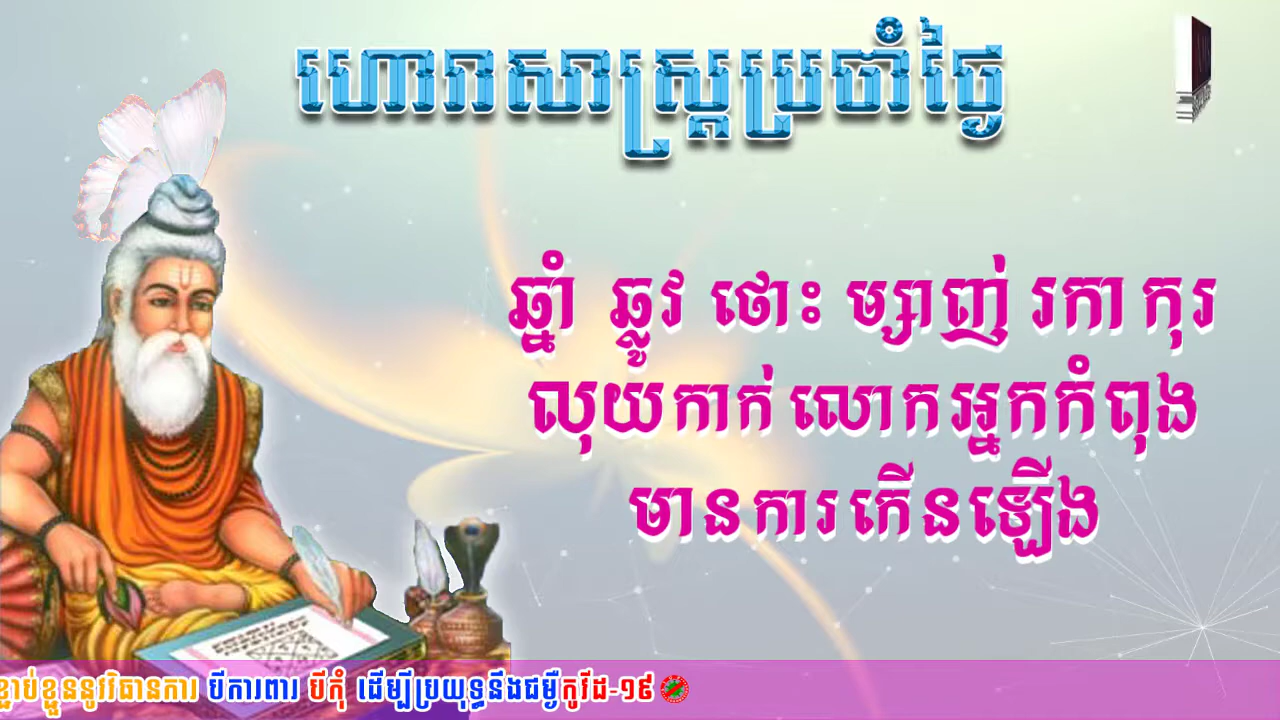 ហោរាសាស្ត្រប្រចាំថ្ងៃ
ឆ្នាំ ឆ្លូវ ថោះ ម្សាញ់ រកា កុរ
លុយកាក់ លោកអ្នកកំពុង
មានការកើនឡើង
ខ្ជាប់ខ្ជួននូវវិធានការ បីការពារ បីកុំ ដើម្បីប្រយុទ្ធនឹងជម្ងឺកូវីដ-១៩